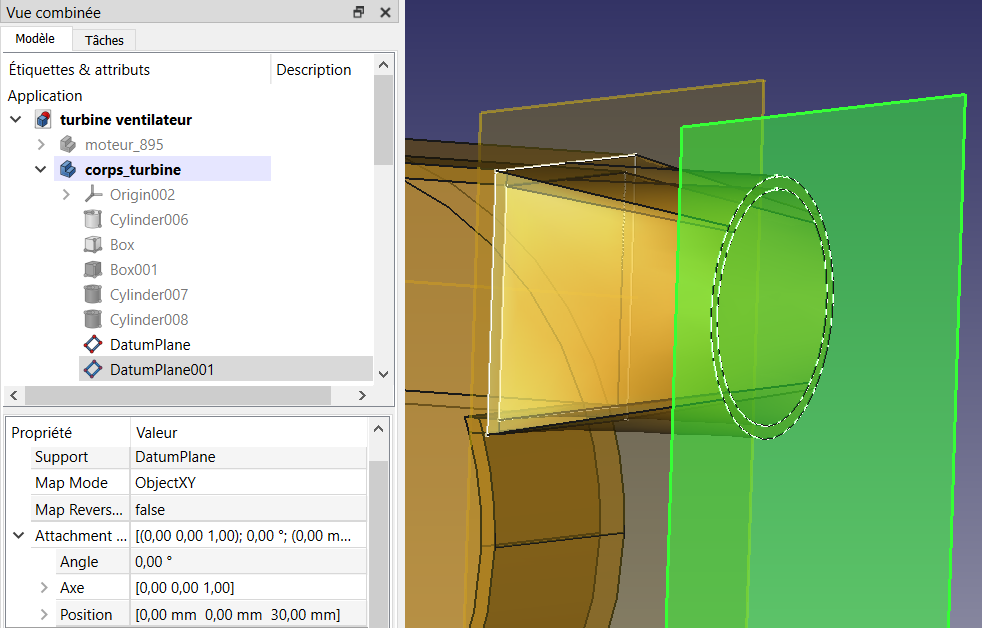 Vue combinée
Modèle
Tâches
Étiquettes & attributs
Description
Application
turbine ventilateur
moteur_895
corps_turbine
Origin002
Cylinder006
Box
Box001
Cylinder007
Cylinder008
DatumPlane
DatumPlane001
Propriété Valeur
Support DatumPlane
Map Mode ObjectXY
Map Revers... false
Attachment ... [(0,00 0,00 1,00); 0,00 °; (0,00 m...
Angle 0,00 °
Axe [0,00 0,00 1,00]
Position [0,00 mm 0,00 mm 30,00 mm]